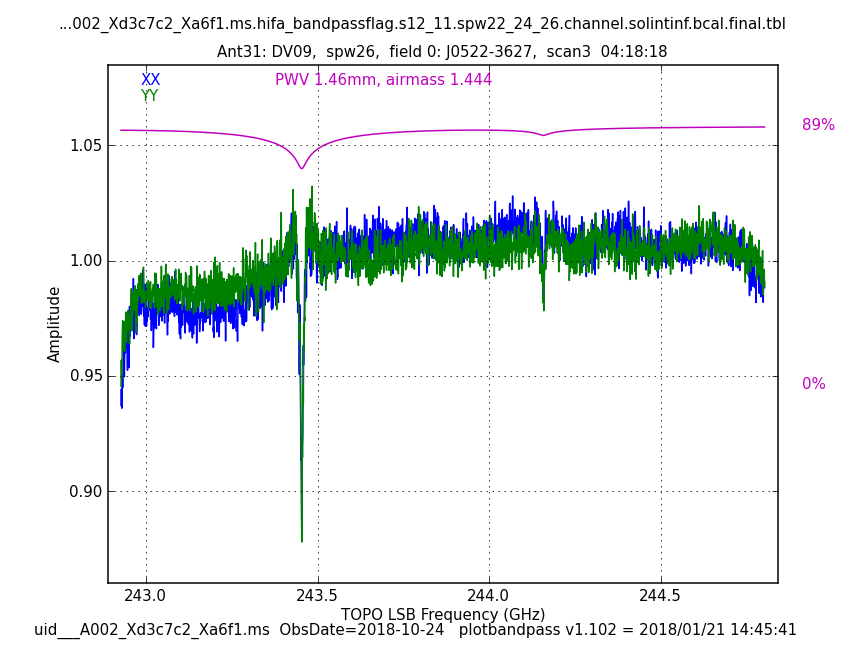 ...002_Xd3c7c2_Xa6f1.ms.hifa_bandpassflag.s12_11.spw22_24_26.channel.solintinf.bcal.final.tbl
Ant31: DV09,  spw26,  field 0: J0522-3627,  scan3  04:18:18
XX
PWV 1.46mm, airmass 1.444
YY
89%
1.05
1.00
Amplitude
0.95
0%
0.90
243.0
243.5
244.0
244.5
TOPO LSB Frequency (GHz)
uid___A002_Xd3c7c2_Xa6f1.ms  ObsDate=2018-10-24   plotbandpass v1.102 = 2018/01/21 14:45:41